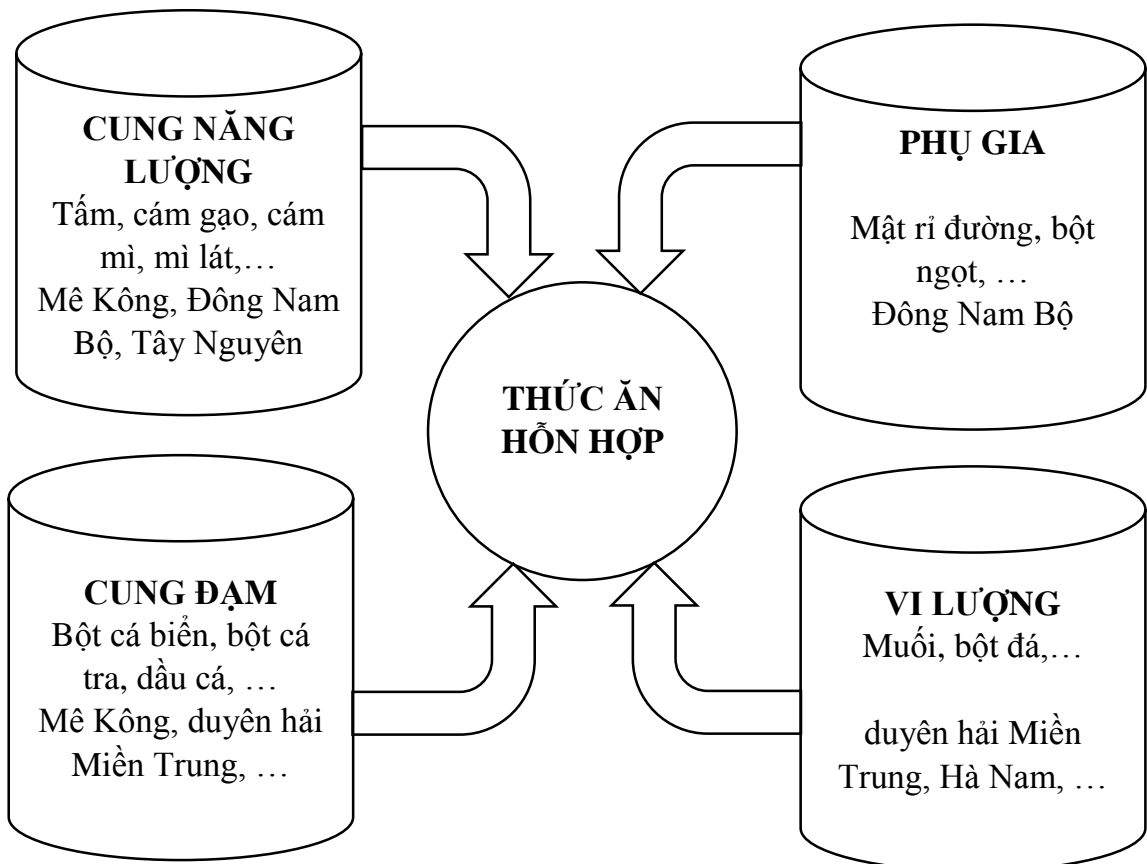 CUNG NĂNG
LƯỢNG
Tấm, cám gạo, cám
mì, mì lát,…
Mê Kông, Đông Nam
Bộ, Tây Nguyên
PHỤ GIA
Mật rỉ đường, bột
ngọt, …
Đông Nam Bộ
THỨC ĂN
HỖN HỢP
CUNG ĐẠM
Bột cá biển, bột cá
tra, dầu cá, …
Mê Kông, duyên hải
Miền Trung, …
VI LƯỢNG
Muối, bột đá,…
duyên hải Miền
Trung, Hà Nam, …